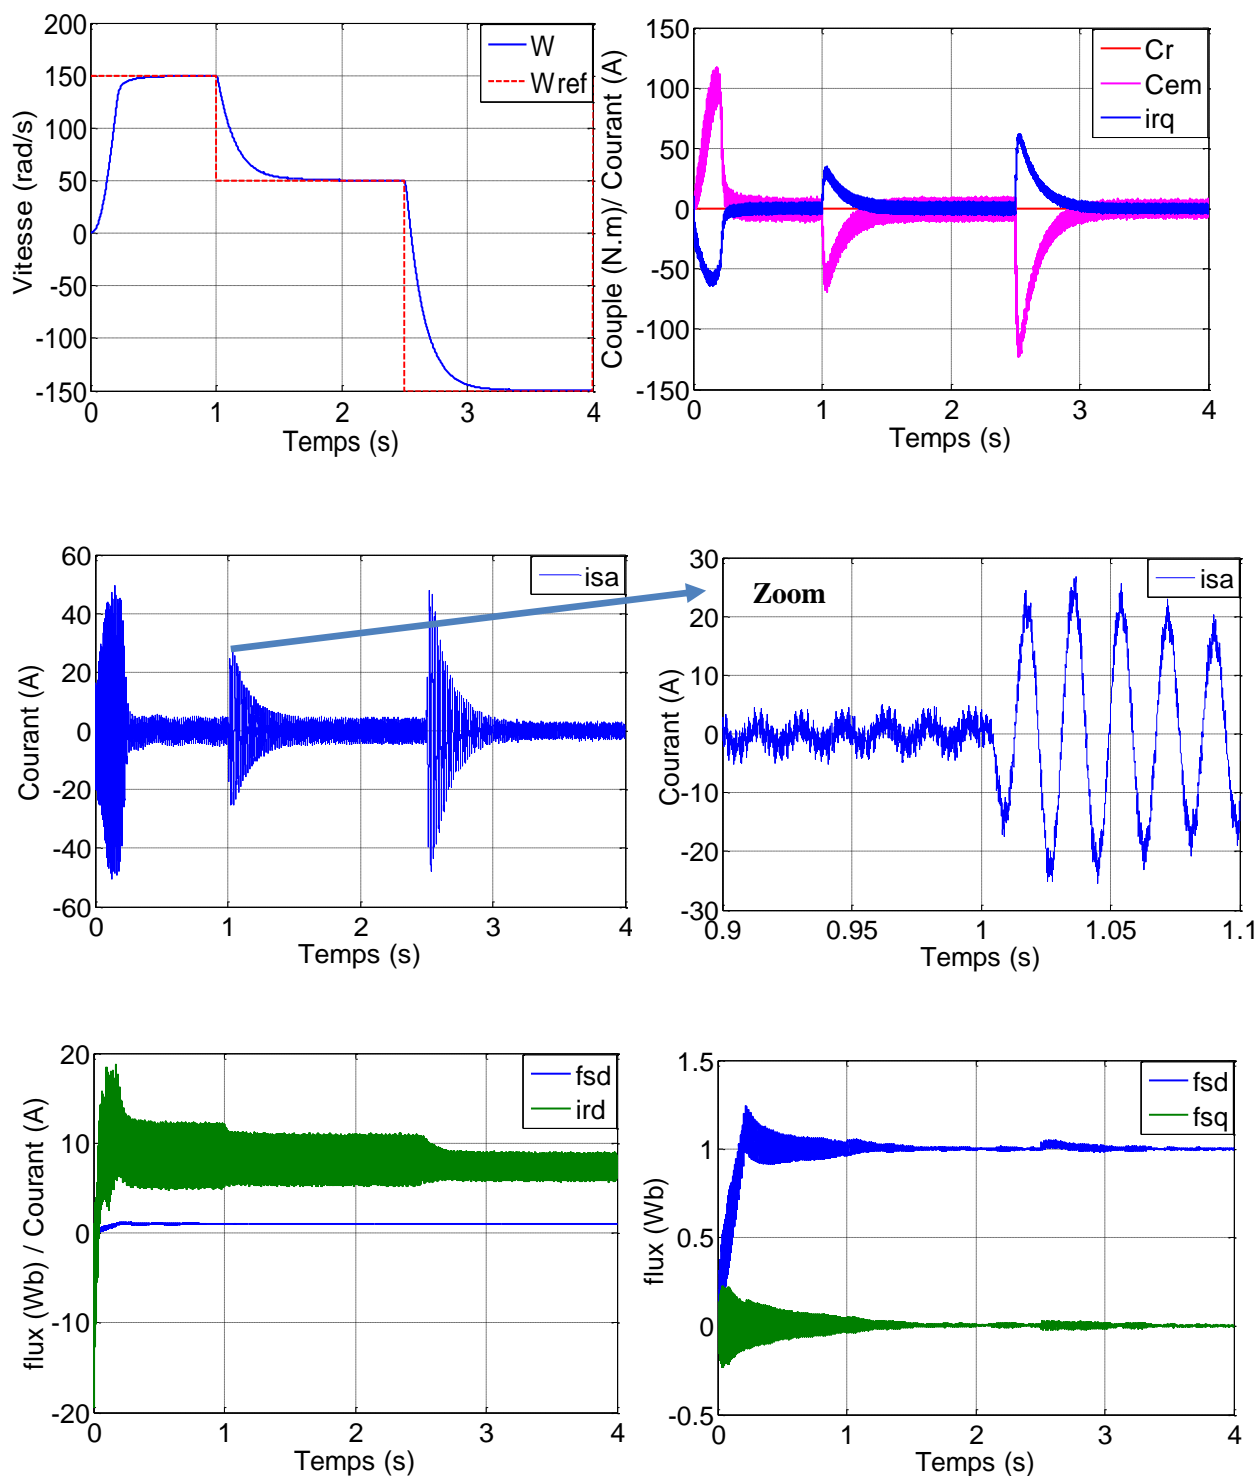 200
150
100
50
0
-50
-100
-150
0
1
2
3
4
Vitesse (rad/s)
Temps (s)
W
Wref
150
100
50
0
-50
-100
-150
0
1
2
3
4
Couple (N.m)/ Courant (A)
Temps (s)
Cr
Cem
irq
60
40
20
0
-20
-40
-60
0
1
2
3
4
Courant (A)
Temps (s)
isa
30
20
10
0
-10
-20
-30
0.9
0.95
1
1.05
1.1
Courant (A)
Temps (s)
Zoom
isa
20
10
0
-10
-20
0
1
2
3
4
flux (Wb) / Courant (A)
Temps (s)
fsd
ird
1.5
1
0.5
0
-0.5
0
1
2
3
4
flux (Wb)
Temps (s)
fsd
fsq